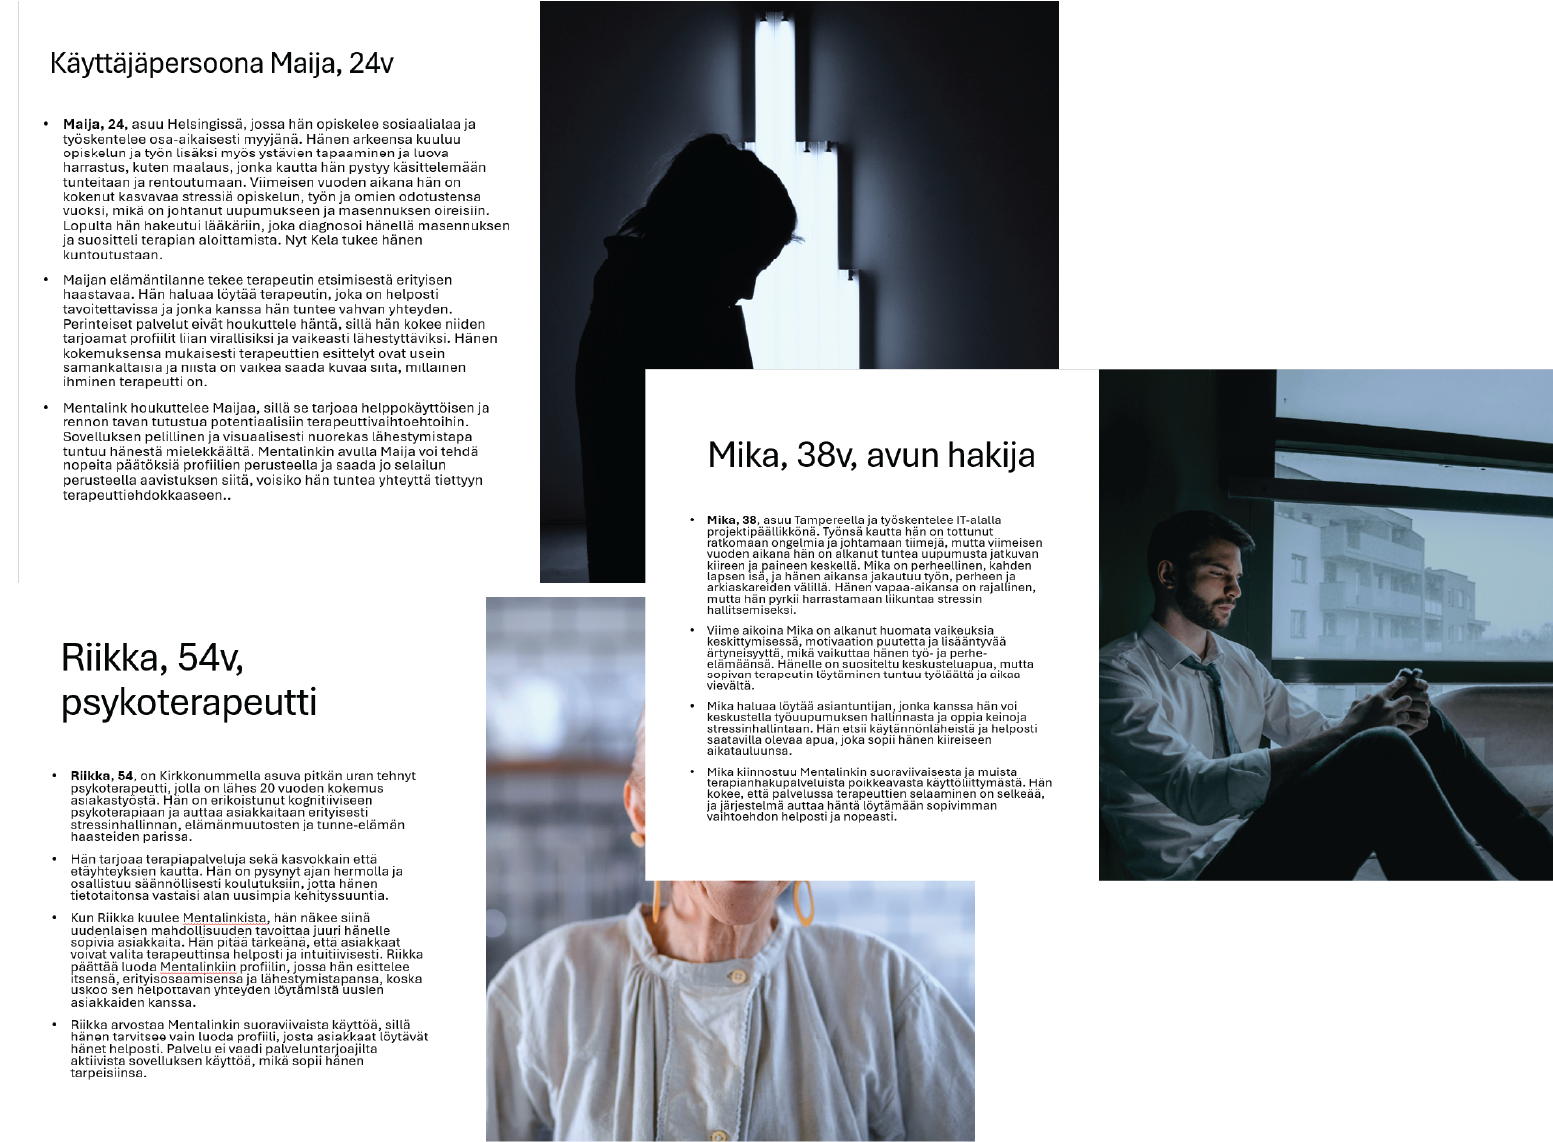 Käyttäjäpersoona Maija, 24v
• Maija, 24, asuu Helsingissä, jossa hän opiskelee sosiaalialaa ja
työskentelee osa-aikaisesti myyjänä. Hänen arkeensa kuuluu
opiskelun ja työn lisäksi myös ystävien tapaaminen ja luova
harrastus, kuten maalaus, jonka kautta hän pystyy käsittelemään
tunteitaan ja rentoutumaan. Viimeisen vuoden aikana hän on
kokenut kasvavaa stressiä opiskelun, työn ja omien odotustensa
vuoksi, mikä on johtanut uupumukseen ja masennuksen oireisiin.
Lopulta hän hakeutui lääkäriin, joka diagnosoi hänellä masennuksen
ja suositteli terapian aloittamista. Nyt Kela tukee hänen
kuntoutustaan.
• Maijan elämäntilanne tekee terapeutin etsimisestä erityisen
haastavaa. Hän haluaa löytää terapeutin, joka on helposti
tavoitettavissa ja jonka kanssa hän tuntee vahvan yhteyden.
Perinteiset palvelut eivät houkuttele häntä, sillä hän kokee niiden
tarjoamat profiilit liian virallisiksi ja vaikeasti lähestyttäviksi. Hänen
kokemuksensa mukaisesti terapeuttien esittelyt ovat usein
samankaltaisia ja niistä on vaikea saada kuvaa siitä, millainen
ihminen terapeutti on.
• Mentalink houkuttelee Maijaa, sillä se tarjoaa helppokäyttöisen ja
rennon tavan tutustua potentiaalisiin terapeuttivaihtoehtoihin.
Sovelluksen pelillinen ja visuaalisesti nuorekas lähestymistapa
tuntuu hänestä mielekkäältä. Mentalinkin avulla Maija voi tehdä
nopeita päätöksiä profiilien perusteella ja saada jo selailun
perusteella aavistuksen siitä, voisiko hän tuntea yhteyttä tiettyyn
terapeuttiehdokkaaseen..
Mika, 38v, avun hakija
• Mika, 38, asuu Tampereella ja työskentelee IT-alalla
projektipäällikkönä. Työnsä kautta hän on tottunut
ratkomaan ongelmia ja johtamaan tiimejä, mutta viimeisen
vuoden aikana hän on alkanut tuntea uupumusta jatkuvan
kiireen ja paineen keskellä. Mika on perheellinen, kahden
lapsen isä, ja hänen aikansa jakautuu työn, perheen ja
arkiaskareiden välillä. Hänen vapaa-aikansa on rajallinen,
mutta hän pyrkii harrastamaan liikuntaa stressin
hallitsemiseksi.
• Viime aikoina Mika on alkanut huomata vaikeuksia
keskittymisessä, motivaation puutetta ja lisääntyvää
ärtyneisyyttä, mikä vaikuttaa hänen työ- ja perhe-
elämäänsä. Hänelle on suositeltu keskusteluapua, mutta
sopivan terapeutin löytäminen tuntuu työläältä ja aikaa
vievältä.
• Mika haluaa löytää asiantuntijan, jonka kanssa hän voi
keskustella työuupumuksen hallinnasta ja oppia keinoja
stressinhallintaan. Hän etsii käytännönläheistä ja helposti
saatavilla olevaa apua, joka sopii hänen kiireiseen
aikatauluunsa.
• Mika kiinnostuu Mentalinkin suoraviivaisesta ja muista
terapianhakupalveluista poikkeavasta käyttöliittymästä. Hän
kokee, että palvelussa terapeuttien selaaminen on selkeää,
ja järjestelmä auttaa häntä löytämään sopivimman
vaihtoehdon helposti ja nopeasti.
Riikka, 54v,
psykoterapeutti
• Riikka, 54, on Kirkkonummella asuva pitkän uran tehnyt
psykoterapeutti, jolla on lähes 20 vuoden kokemus
asiakastyöstä. Hän on erikoistunut kognitiiviseen
psykoterapiaan ja auttaa asiakkaitaan erityisesti
stressinhallinnan, elämänmuutosten ja tunne-elämän
haasteiden parissa.
• Hän tarjoaa terapiapalveluja sekä kasvokkain että
etäyhteyksien kautta. Hän on pysynyt ajan hermolla ja
osallistuu säännöllisesti koulutuksiin, jotta hänen
tietotaitonsa vastaisi alan uusimpia kehityssuuntia.
• Kun Riikka kuulee Mentalinkista, hän näkee siinä
uudenlaisen mahdollisuuden tavoittaa juuri hänelle
sopivia asiakkaita. Hän pitää tärkeänä, että asiakkaat
voivat valita terapeuttinsa helposti ja intuitiivisesti. Riikka
päättää luoda Mentalinkiin profiilin, jossa hän esittelee
itsensä, erityisosaamisensa ja lähestymistapansa, koska
uskoo sen helpottavan yhteyden löytämistä uusien
asiakkaiden kanssa.
• Riikka arvostaa Mentalinkin suoraviivaista käyttöä, sillä
hänen tarvitsee vain luoda profiili, josta asiakkaat löytävät
hänet helposti. Palvelu ei vaadi palveluntarjoajilta
aktiivista sovelluksen käyttöä, mikä sopii hänen
tarpeisiinsa.